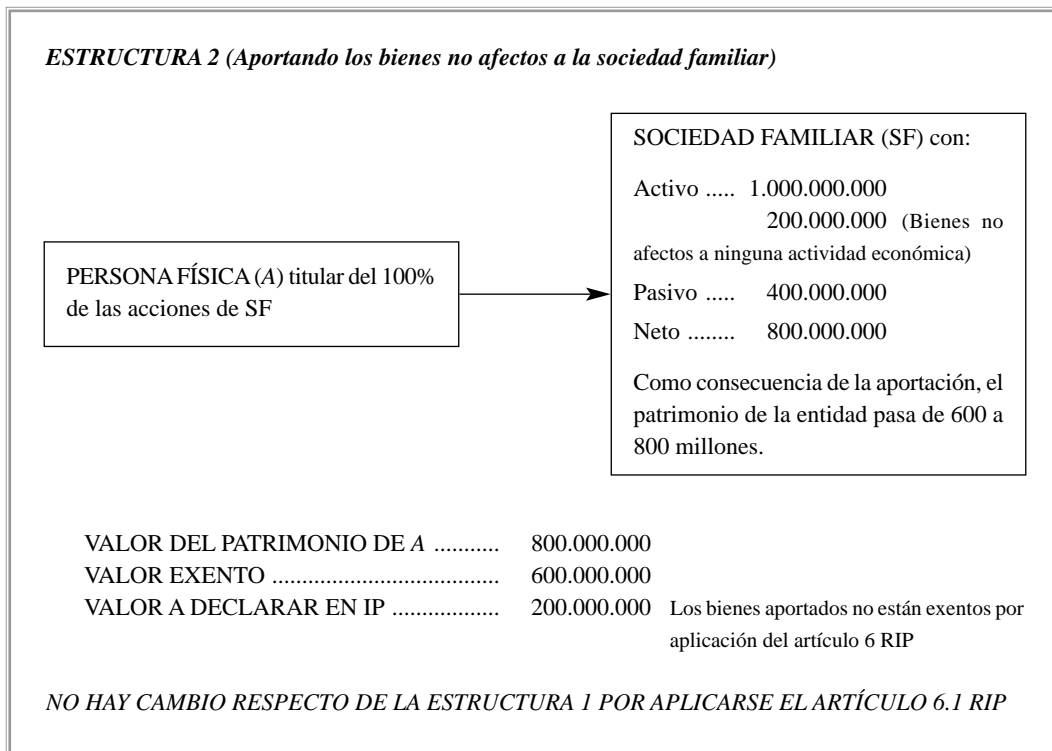 ESTRUCTURA 2 (Aportando los bienes no afectos a la sociedad familiar)
PERSONA FÍSICA (A) titular del 100%
de las acciones de SF
SOCIEDAD FAMILIAR (SF) con:
Activo ..... 1.000.000.000
200.000.000 (Bienes no
afectos a ninguna actividad económica)
Pasivo ..... 400.000.000
Neto ........ 800.000.000
Como consecuencia de la aportación, el
patrimonio de la entidad pasa de 600 a
800 millones.
VALOR DEL PATRIMONIO DE A ........... 800.000.000
VALOR EXENTO ...................................... 600.000.000
VALOR A DECLARAR EN IP .................. 200.000.000 Los bienes aportados no están exentos por
aplicación del artículo 6 RIP
NO HAY CAMBIO RESPECTO DE LA ESTRUCTURA 1 POR APLICARSE EL ARTÍCULO 6.1 RIP